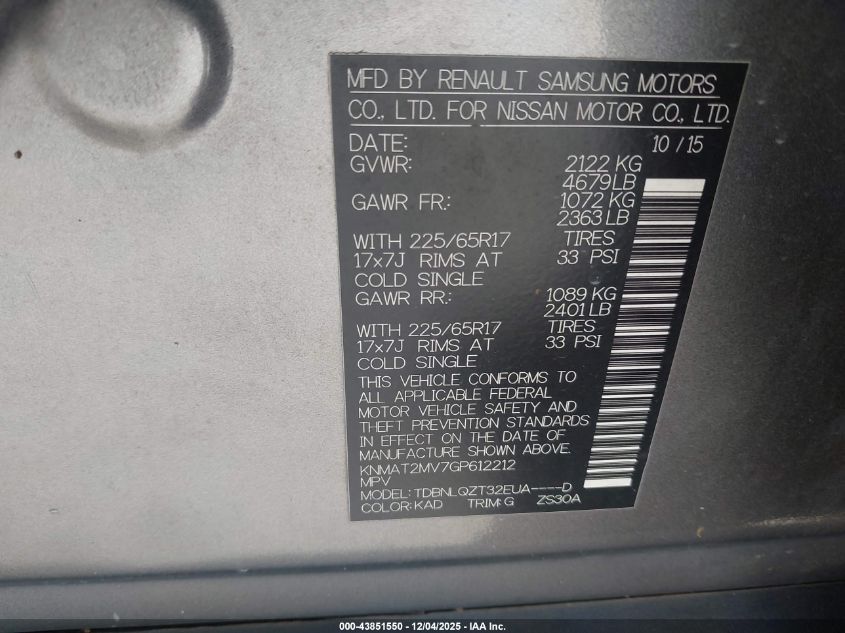 MFD BY RENAULT SAMSUNG MOTORS
CO., LTD. FOR NISSAN MOTOR CO., LTD.
DATE: 10 / 15
GVWR: 2122 KG
4679LB
GAWR FR.: 1072 KG
2363LB
WITH 225/65R17 TIRES
17x7J RIMS AT 33 PSI
COLD SINGLE
GAWR RR.: 1089 KG
2401LB
WITH 225/65R17 TIRES
17x7J RIMS AT 33 PSI
COLD SINGLE
THIS VEHICLE CONFORMS TO
ALL APPLICABLE FEDERAL
MOTOR VEHICLE SAFETY AND
THEFT PREVENTION STANDARDS
IN EFFECT ON THE DATE OF
MANUFACTURE SHOWN ABOVE.
KNMAT2MV7GP612212
MPV
MODEL: TDBNLQZT32EUA----D
COLOR: KAD TRIM: G ZS30A
000-43851550 - 12/04/2025 - IAA Inc.